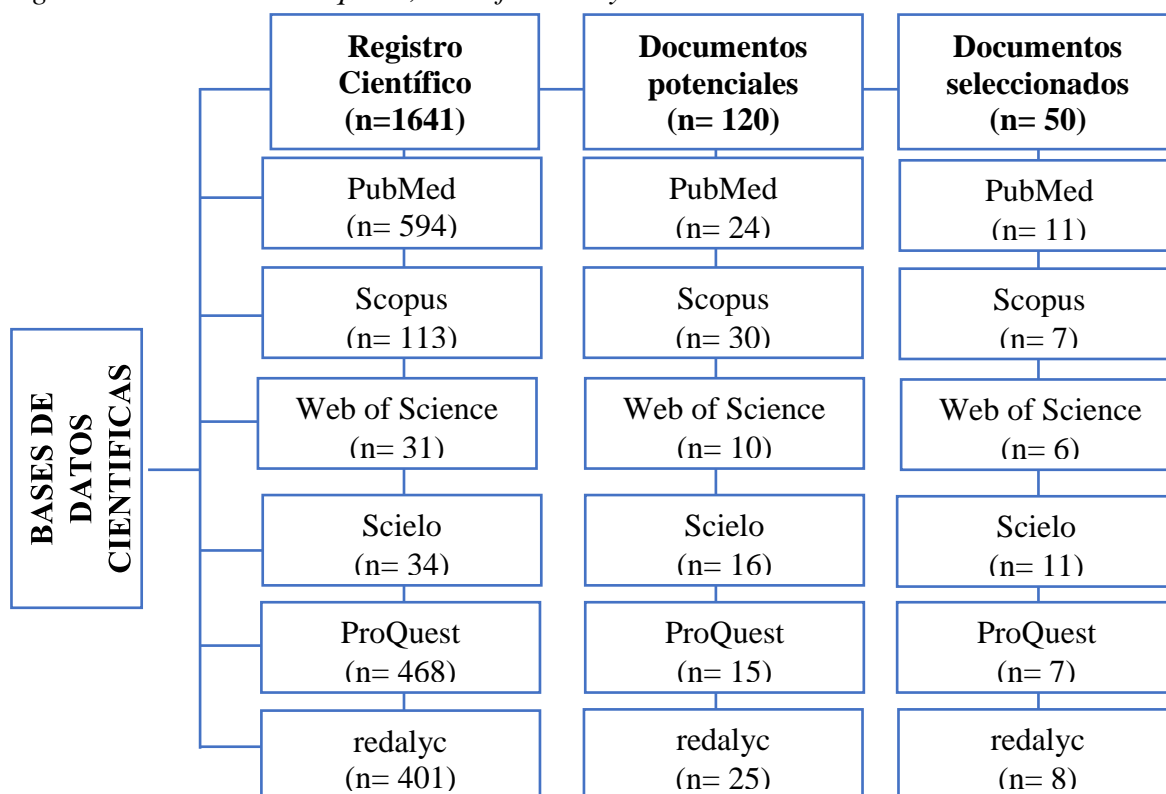 BASES DE
DATOS
CIENTIFICAS
Registro
Científico
(n=1641)
PubMed
(n= 594)
Scopus
(n= 113)
Web of Science
(n= 31)
Scielo
(n= 34)
ProQuest
(n= 468)
redalyc
(n= 401)
Documentos
potenciales
(n= 120)
PubMed
(n= 24)
Scopus
(n= 30)
Web of Science
(n= 10)
Scielo
(n= 16)
ProQuest
(n= 15)
redalyc
(n= 25)
Documentos
seleccionados
(n= 50)
PubMed
(n= 11)
Scopus
(n= 7)
Web of Science
(n= 6)
Scielo
(n= 11)
ProQuest
(n= 7)
redalyc
(n= 8)